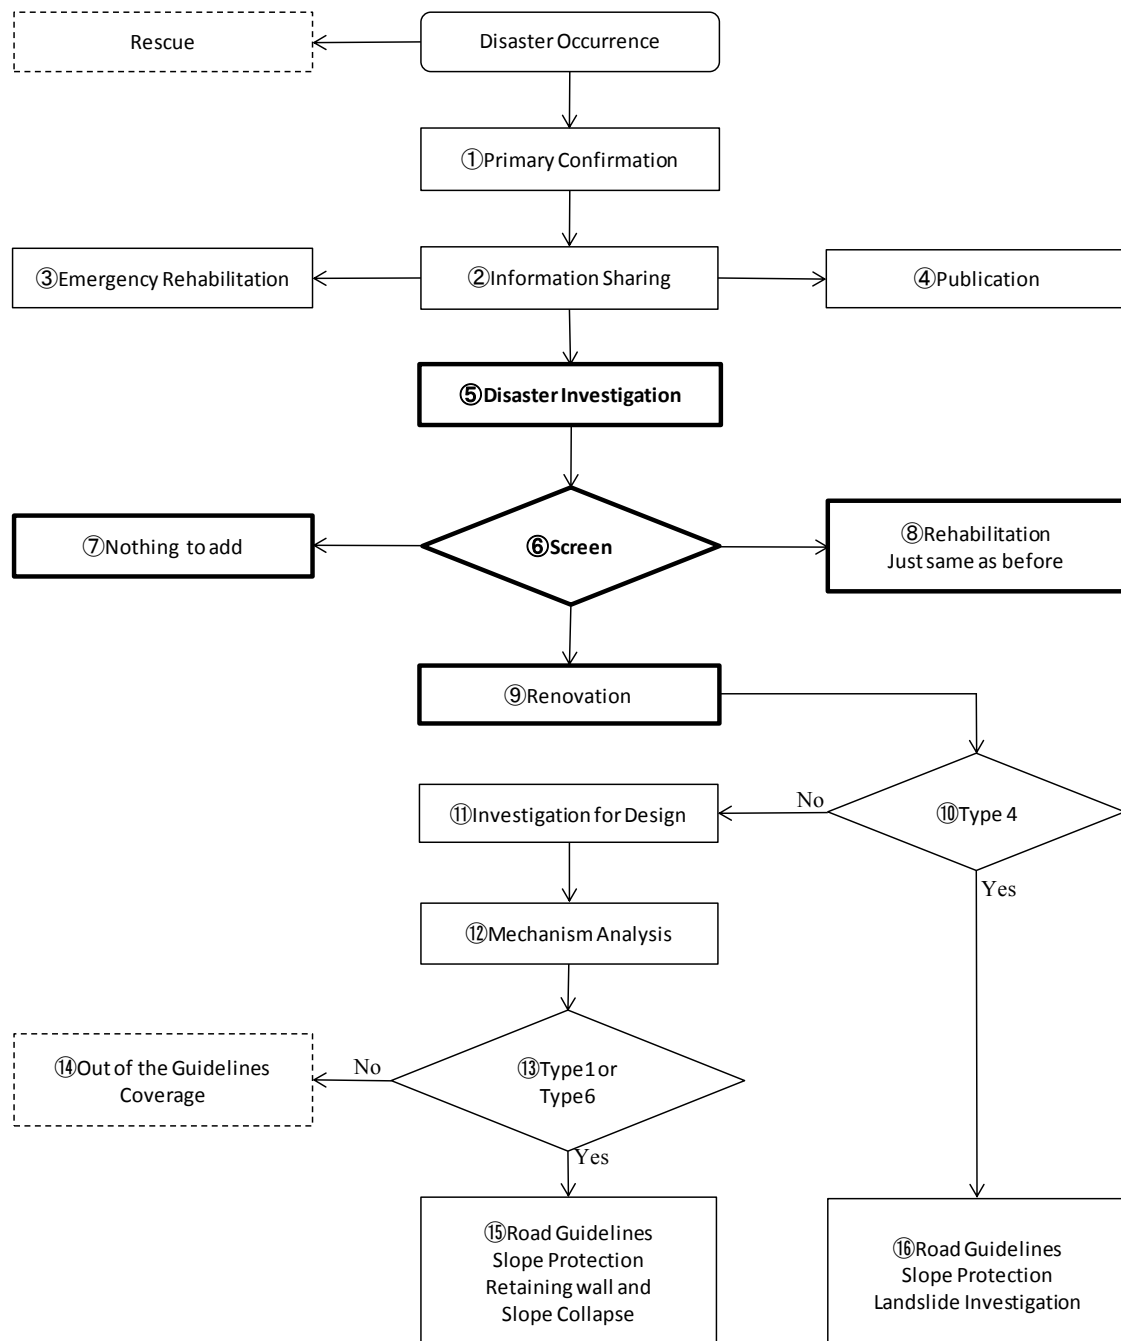 Rescue
Disaster Occurrence
①Primary Confirmation
③Emergency Rehabilitation
②Information Sharing
④Publication
⑤Disaster Investigation
⑦Nothing to add
⑥Screen
⑧Rehabilitation
Just same as before
⑨Renovation
⑪Investigation for Design
No
⑩Type 4
Yes
⑫Mechanism Analysis
⑭Out of the Guidelines
Coverage
No
⑬Type1 or
Type6
Yes
⑮Road Guidelines
Slope Protection
Retaining wall and
Slope Collapse
⑯Road Guidelines
Slope Protection
Landslide Investigation